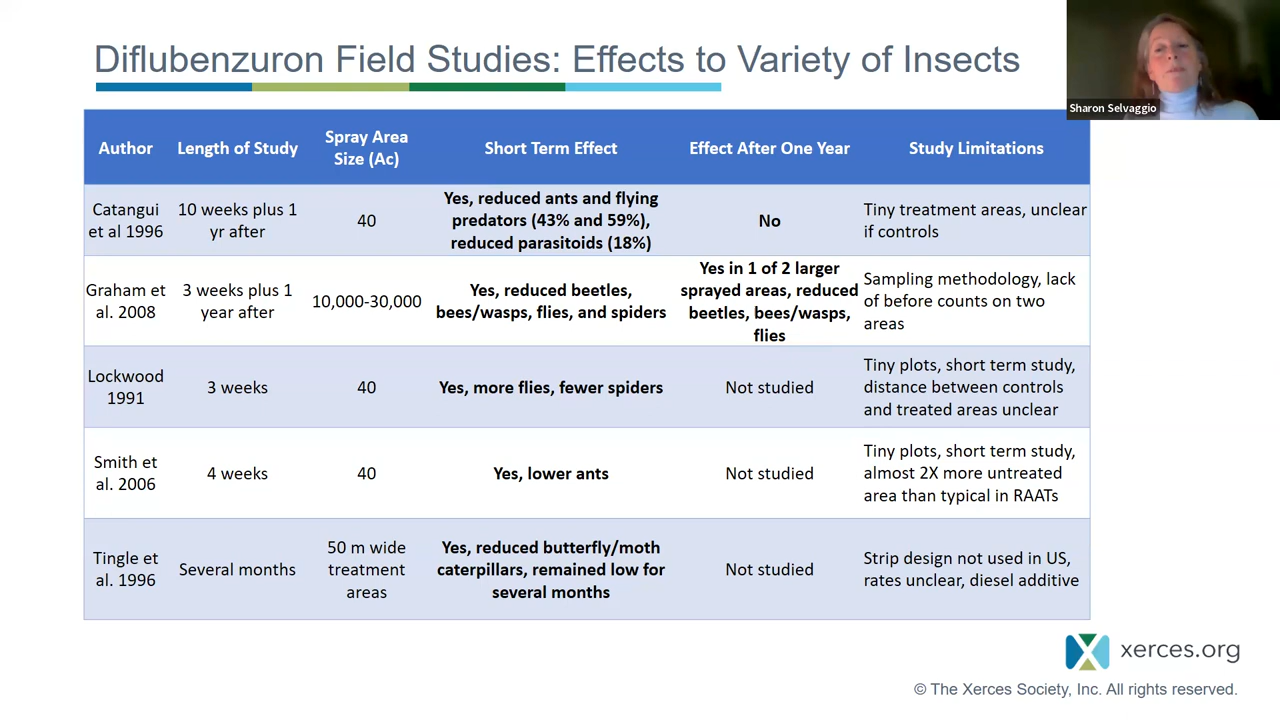 Diflubenzuron Field Studies: Effects to Variety of Insects
Sharon Selvaggio
Author
Length of Study
Spray Area
Size (Ac)
Short Term Effect
Effect After One Year
Study Limitations
Catangui
et al 1996
10 weeks plus 1
yr after
40
Yes, reduced ants and flying
predators (43% and 59%),
reduced parasitoids (18%)
No
Tiny treatment areas, unclear
if controls
Graham et
al. 2008
3 weeks plus 1
year after
10,000-30,000
Yes, reduced beetles,
bees/wasps, flies, and spiders
Yes in 1 of 2 larger
sprayed areas, reduced
beetles, bees/wasps,
flies
Sampling methodology, lack
of before counts on two
areas
Lockwood
1991
3 weeks
40
Yes, more flies, fewer spiders
Not studied
Tiny plots, short term study,
distance between controls
and treated areas unclear
Smith et
al. 2006
4 weeks
40
Yes, lower ants
Not studied
Tiny plots, short term study,
almost 2X more untreated
area than typical in RAATs
Tingle et
al. 1996
Several months
50 m wide
treatment
areas
Yes, reduced butterfly/moth
caterpillars, remained low for
several months
Not studied
Strip design not used in US,
rates unclear, diesel additive
xerces.org
© The Xerces Society, Inc. All rights reserved.